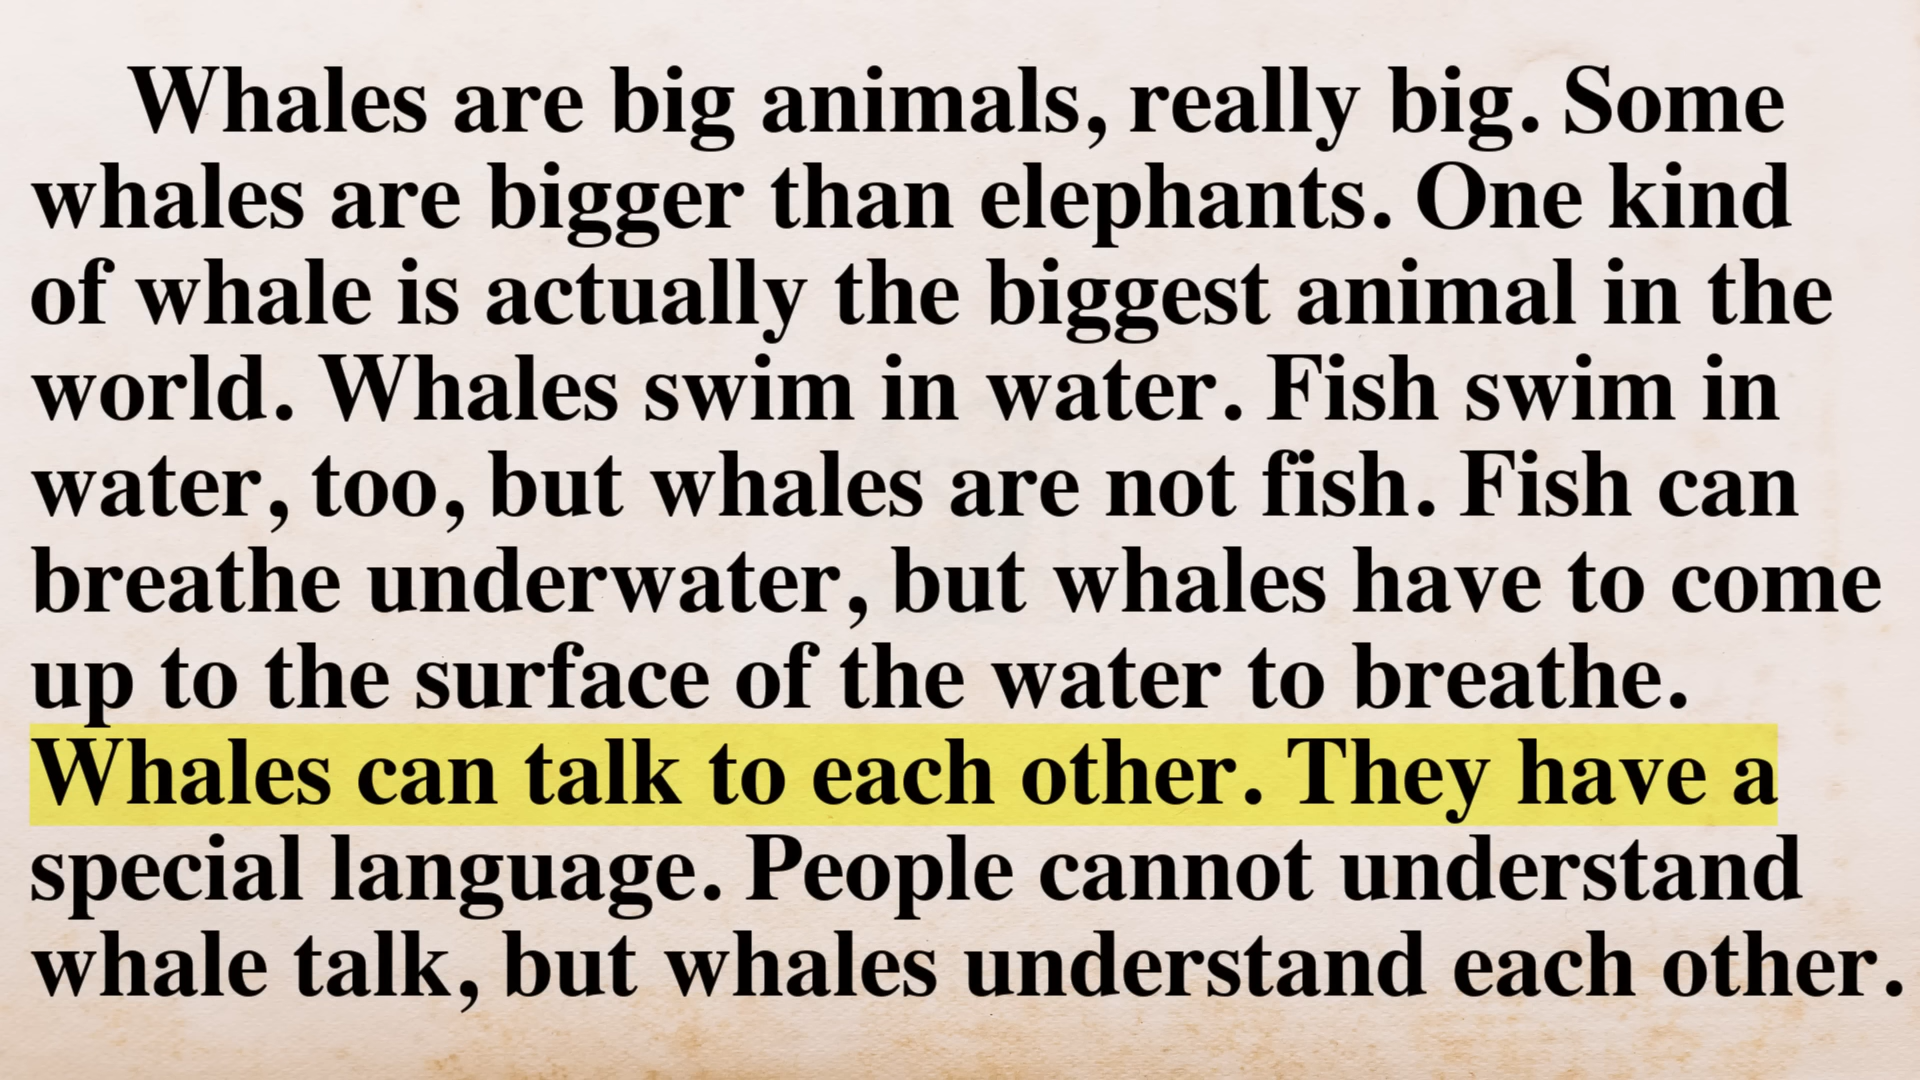 Whales are big animals, really big. Some
whales are bigger than elephants. One kind
of whale is actually the biggest animal in the
world. Whales swim in water. Fish swim in
water, too, but whales are not fish. Fish can
breathe underwater, but whales have to come
up to the surface of the water to breathe.
Whales can talk to each other. They have a
special language. People cannot understand
whale talk, but whales understand each other.